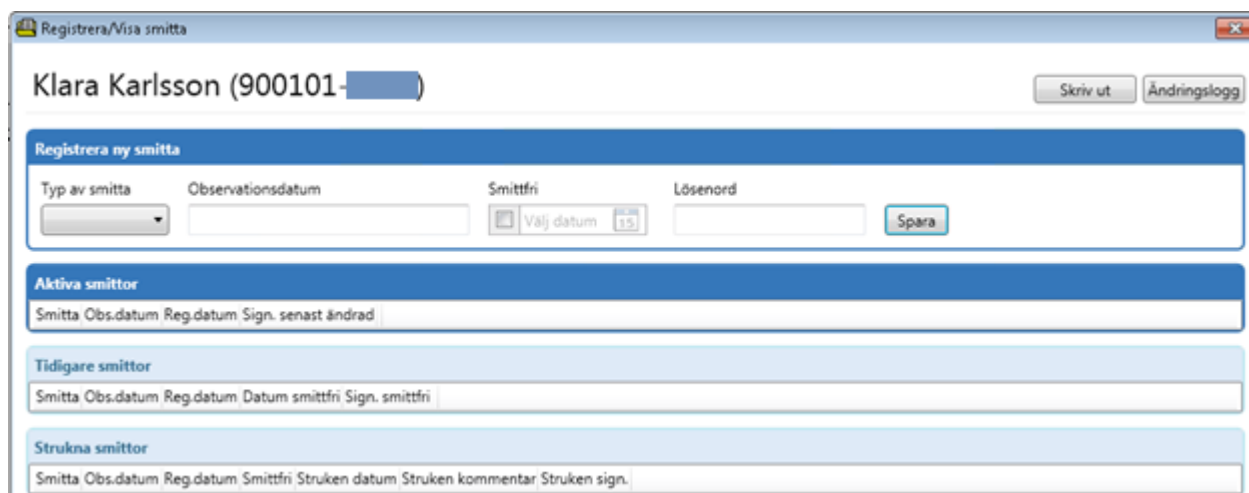 Registrera/Visa smitta
Klara Karlsson (900101- )
Skriv ut Ändringslogg
Registrera ny smitta
Typ av smitta Observationsdatum Smittfri Lösenord
Välj datum 15 Spara
Aktiva smittor
Smitta Obs.datum Reg.datum Sign. senast ändrad
Tidigare smittor
Smitta Obs.datum Reg.datum Datum smittfri Sign. smittfri
Strukna smittor
Smitta Obs.datum Reg.datum Smittfri Struken datum Struken kommentar Struken sign.